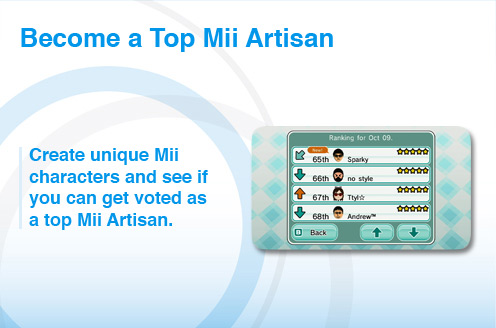 Become a Top Mii Artisan
Create unique Mii
characters and see if
you can get voted as
a top Mii Artisan.
Ranking for Oct 09.
New!
65th Sparky
66th no style
67th Ttyl☆
68th Andrew™
Back